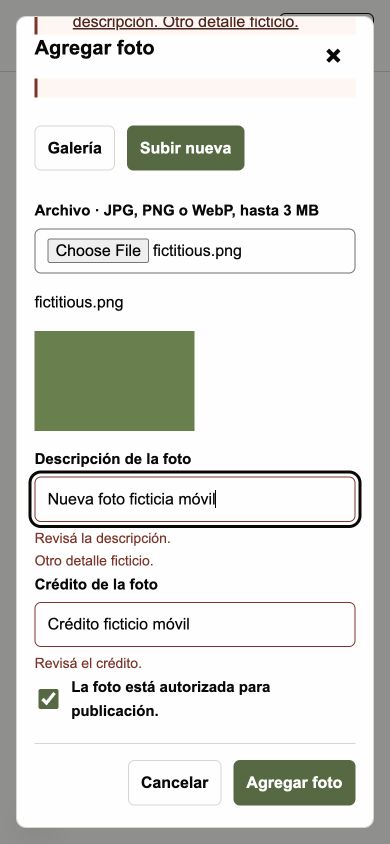 descripción. Otro detalle ficticio.
Agregar foto
Galería
Subir nueva
Archivo · JPG, PNG o WebP, hasta 3 MB
Choose File fictitious.png
fictitious.png
Descripción de la foto
Nueva foto ficticia móvil
Revisá la descripción.
Otro detalle ficticio.
Crédito de la foto
Crédito ficticio móvil
Revisá el crédito.
La foto está autorizada para
publicación.
Cancelar
Agregar foto